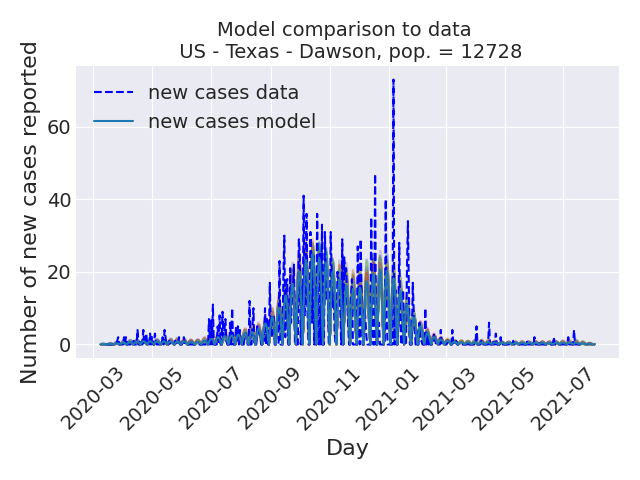 Model comparison to data
US - Texas - Dawson, pop. = 12728
Number of new cases reported
60
40
20
0
new cases data
new cases model
2020-03
2020-05
2020-07
2020-09
2020-11
2021-01
2021-03
2021-05
2021-07
Day